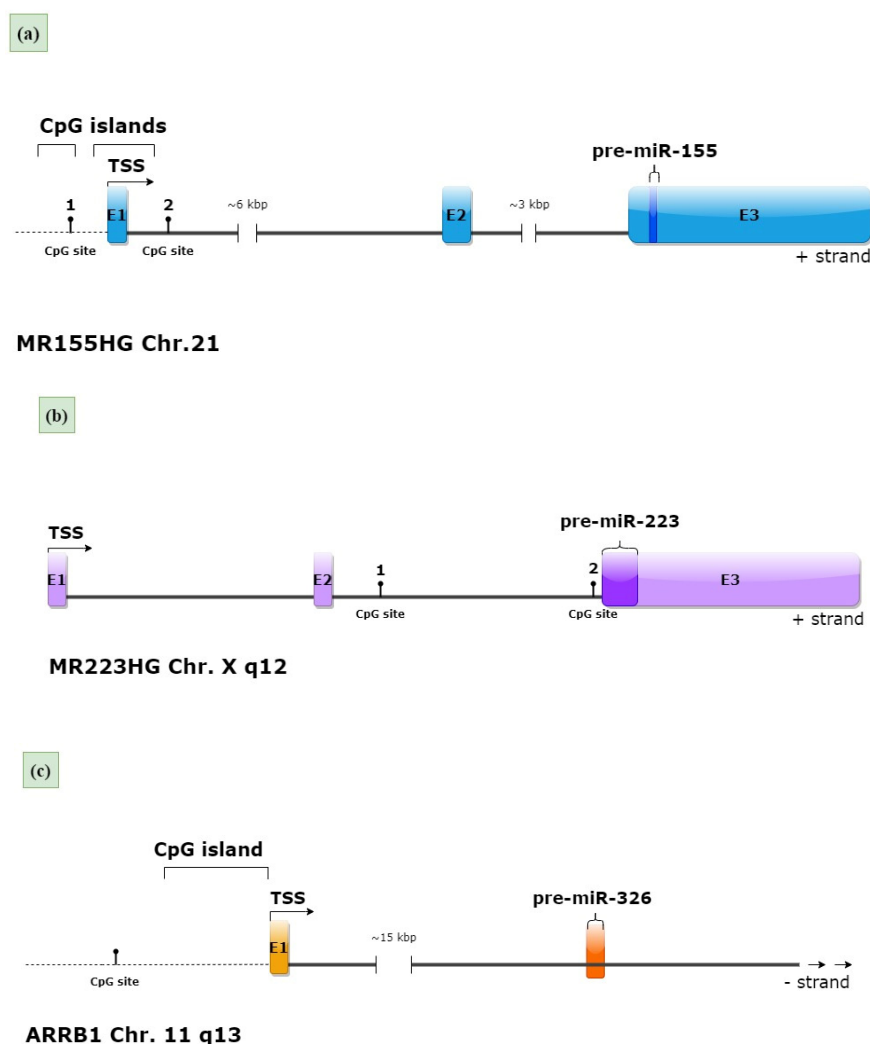 (a)
CpG islands
TSS
pre-miR-155
1
2
~6 kbp
~3 kbp
E1
E2
E3
CpG site
CpG site
+ strand
MR155HG Chr.21
(b)
TSS
pre-miR-223
1
2
E1
E2
E3
CpG site
CpG site
+ strand
MR223HG Chr. X q12
(c)
CpG island
TSS
pre-miR-326
~15 kbp
E1
CpG site
- strand
ARRB1 Chr. 11 q13